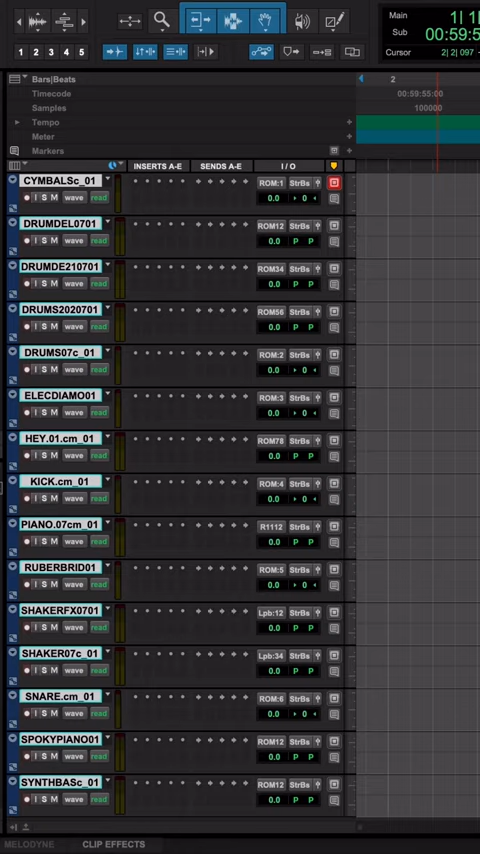 Main 1| 1|
Sub 00:59:5
1 2 3 4 5
Cursor 2| 2| 097
Bars|Beats 2
Timecode 00:59:55:00
Samples 100000
Tempo
Meter
Markers
INSERTS A-E SENDS A-E I / O
CYMBALSc_01 ROM:1 StrBs
I S M wave read 0.0 0
DRUMDEL0701 ROM12 StrBs
I S M wave read 0.0 P P
DRUMDE210701 ROM34 StrBs
I S M wave read 0.0 P P
DRUMS2020701 ROM56 StrBs
I S M wave read 0.0 P P
DRUMS07c_01 ROM:2 StrBs
I S M wave read 0.0 0
ELECDIAMO01 ROM:3 StrBs
I S M wave read 0.0 0
HEY.01.cm_01 ROM78 StrBs
I S M wave read 0.0 P P
KICK.cm_01 ROM:4 StrBs
I S M wave read 0.0 0
PIANO.07cm_01 R1112 StrBs
I S M wave read 0.0 P P
RUBERBRID01 ROM:5 StrBs
I S M wave read 0.0 0
SHAKERFX0701 Lpb:12 StrBs
I S M wave read 0.0 P P
SHAKER07c_01 Lpb:34 StrBs
I S M wave read 0.0 P P
SNARE.cm_01 ROM:6 StrBs
I S M wave read 0.0 0
SPOKYPIANO01 ROM12 StrBs
I S M wave read 0.0 P P
SYNTHBASc_01 ROM12 StrBs
I S M wave read 0.0 P P
MELODYNE CLIP EFFECTS